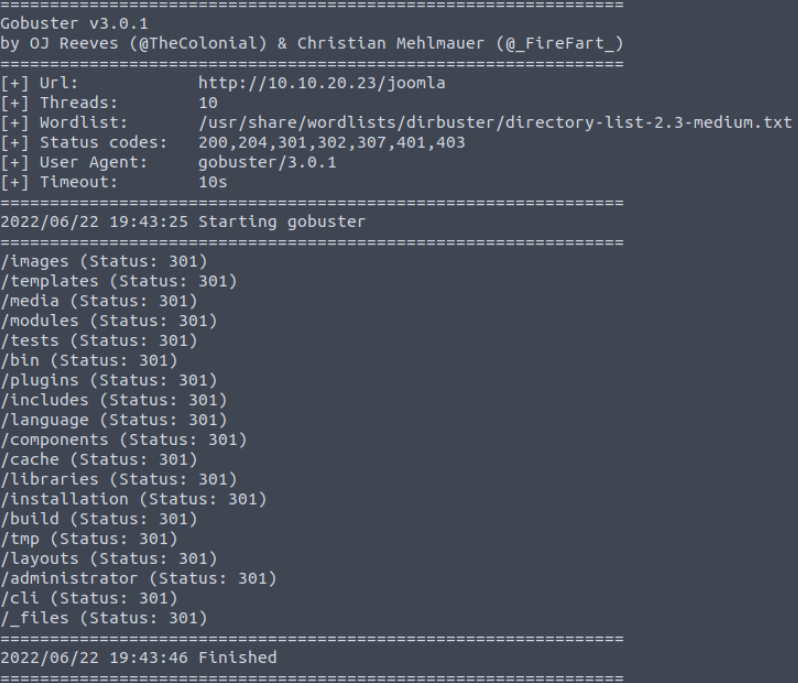 ===============================================================
Gobuster v3.0.1
by OJ Reeves (@TheColonial) & Christian Mehlmauer (@_FireFart_)
===============================================================
[+] Url:            http://10.10.20.23/joomla
[+] Threads:        10
[+] Wordlist:       /usr/share/wordlists/dirbuster/directory-list-2.3-medium.txt
[+] Status codes:   200,204,301,302,307,401,403
[+] User Agent:     gobuster/3.0.1
[+] Timeout:        10s
===============================================================
2022/06/22 19:43:25 Starting gobuster
===============================================================
/images (Status: 301)
/templates (Status: 301)
/media (Status: 301)
/modules (Status: 301)
/tests (Status: 301)
/bin (Status: 301)
/plugins (Status: 301)
/includes (Status: 301)
/language (Status: 301)
/components (Status: 301)
/cache (Status: 301)
/libraries (Status: 301)
/installation (Status: 301)
/build (Status: 301)
/tmp (Status: 301)
/layouts (Status: 301)
/administrator (Status: 301)
/cli (Status: 301)
/_files (Status: 301)
===============================================================
2022/06/22 19:43:46 Finished
===============================================================